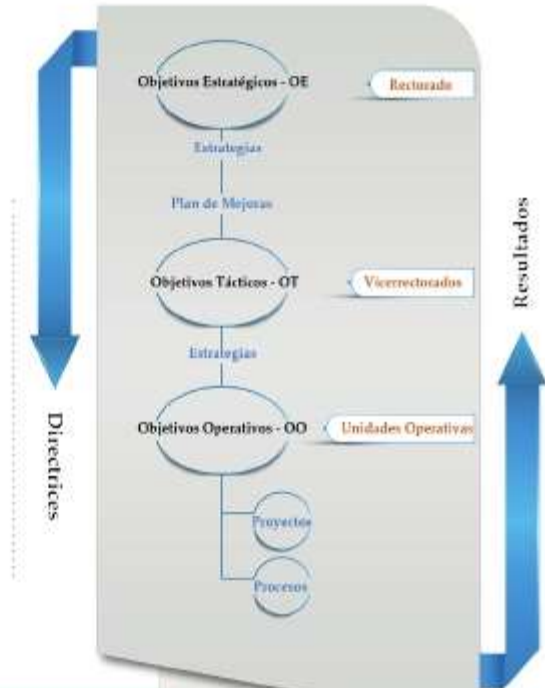 Objetivos Estratégicos - OE
Rectorado
Estrategias
Plan de Mejoras
Objetivos Tácticos - OT
Vicerrectorados
Estrategias
Objetivos Operativos - OO
Unidades Operativas
Proyectos
Procesos
Directrices
Resultados